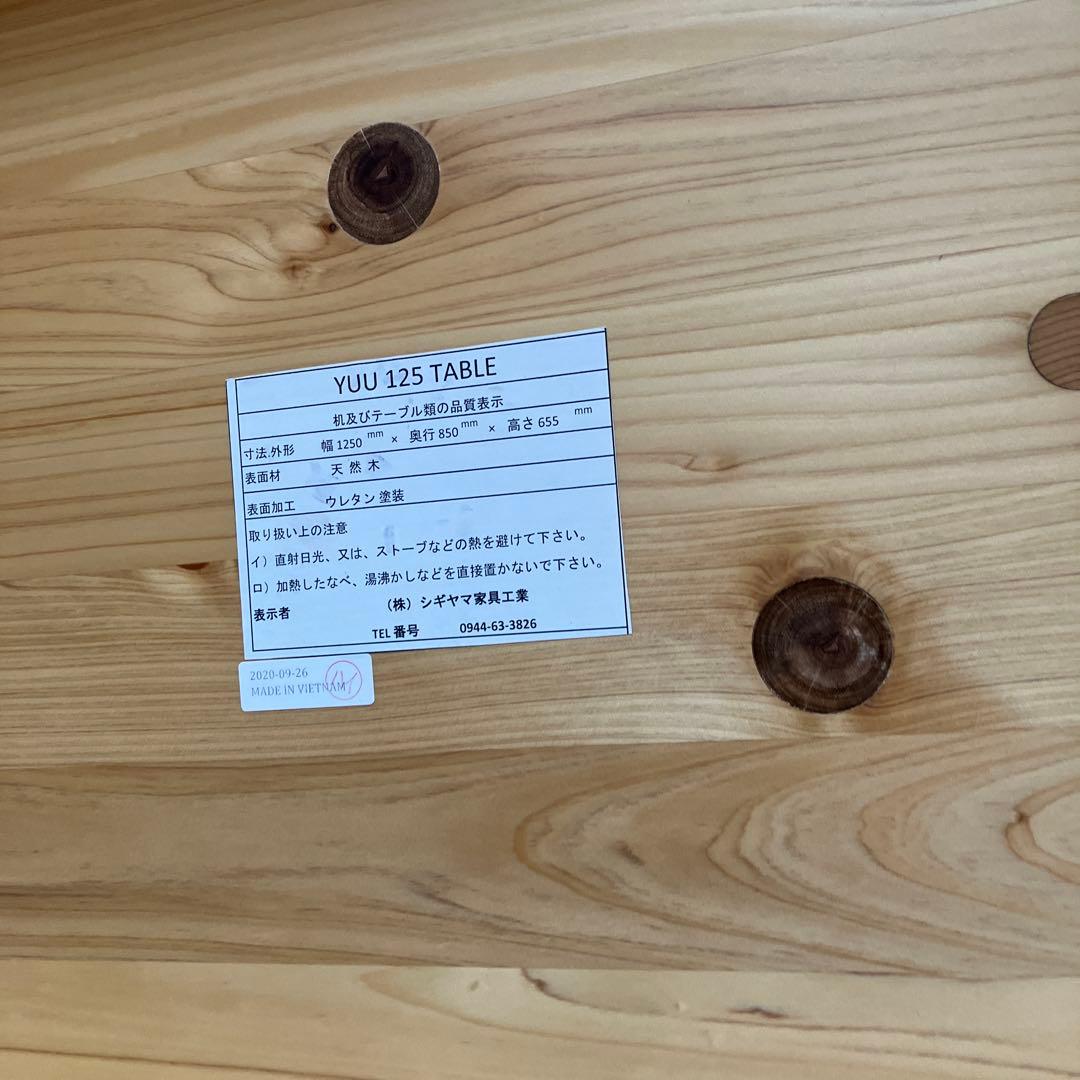 YUU 125 TABLE
机及びテーブル類の品質表示
寸法.外形 幅 1250 mm × 奥行 850 mm × 高さ 655 mm
表面材 天然木
表面加工 ウレタン 塗装
取り扱い上の注意
イ）直射日光、又は、ストーブなどの熱を避けて下さい。
ロ）加熱したなべ、湯沸かしなどを直接置かないで下さい。
表示者 （株）シギヤマ家具工業
TEL 番号 0944-63-3826
2020-09-26
MADE IN VIETNAM